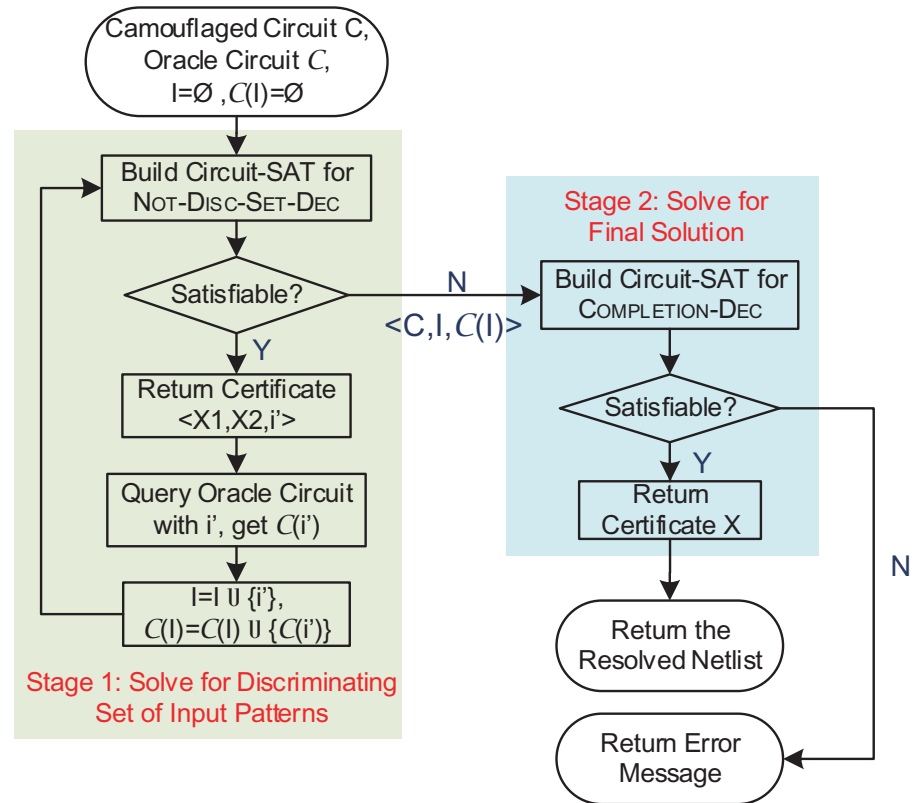 Camouflaged Circuit C,
Oracle Circuit C,
I=Ø ,C(I)=Ø
Build Circuit-SAT for
NOT-DISC-SET-DEC
Satisfiable?
Y
Return Certificate
<X1,X2,i'>
Query Oracle Circuit
with i', get C(i')
I=I U {i'},
C(I)=C(I) U {C(i')}
Stage 1: Solve for Discriminating
Set of Input Patterns
N
<C,I,C(I)>
Stage 2: Solve for
Final Solution
Build Circuit-SAT for
COMPLETION-DEC
Satisfiable?
Y
Return
Certificate X
N
Return the
Resolved Netlist
Return Error
Message